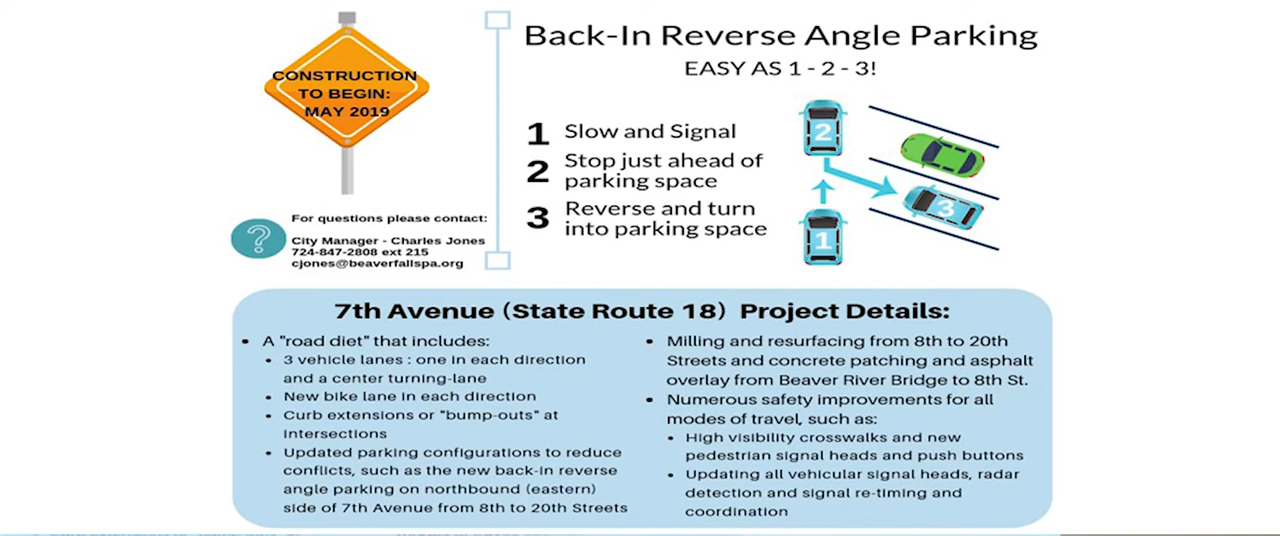 CONSTRUCTION
TO BEGIN:
MAY 2019
For questions please contact:
?
City Manager - Charles Jones
724-847-2808 ext 215
cjones@beaverfallspa.org
Back-In Reverse Angle Parking
EASY AS 1 - 2 - 3!
1 Slow and Signal
2 Stop just ahead of
parking space
3 Reverse and turn
into parking space
2
3
1
7th Avenue (State Route 18) Project Details:
• A "road diet" that includes:
• 3 vehicle lanes : one in each direction
and a center turning-lane
• New bike lane in each direction
• Curb extensions or "bump-outs" at
intersections
• Updated parking configurations to reduce
conflicts, such as the new back-in reverse
angle parking on northbound (eastern)
side of 7th Avenue from 8th to 20th Streets
• Milling and resurfacing from 8th to 20th
Streets and concrete patching and asphalt
overlay from Beaver River Bridge to 8th St.
• Numerous safety improvements for all
modes of travel, such as:
• High visibility crosswalks and new
pedestrian signal heads and push buttons
• Updating all vehicular signal heads, radar
detection and signal re-timing and
coordination